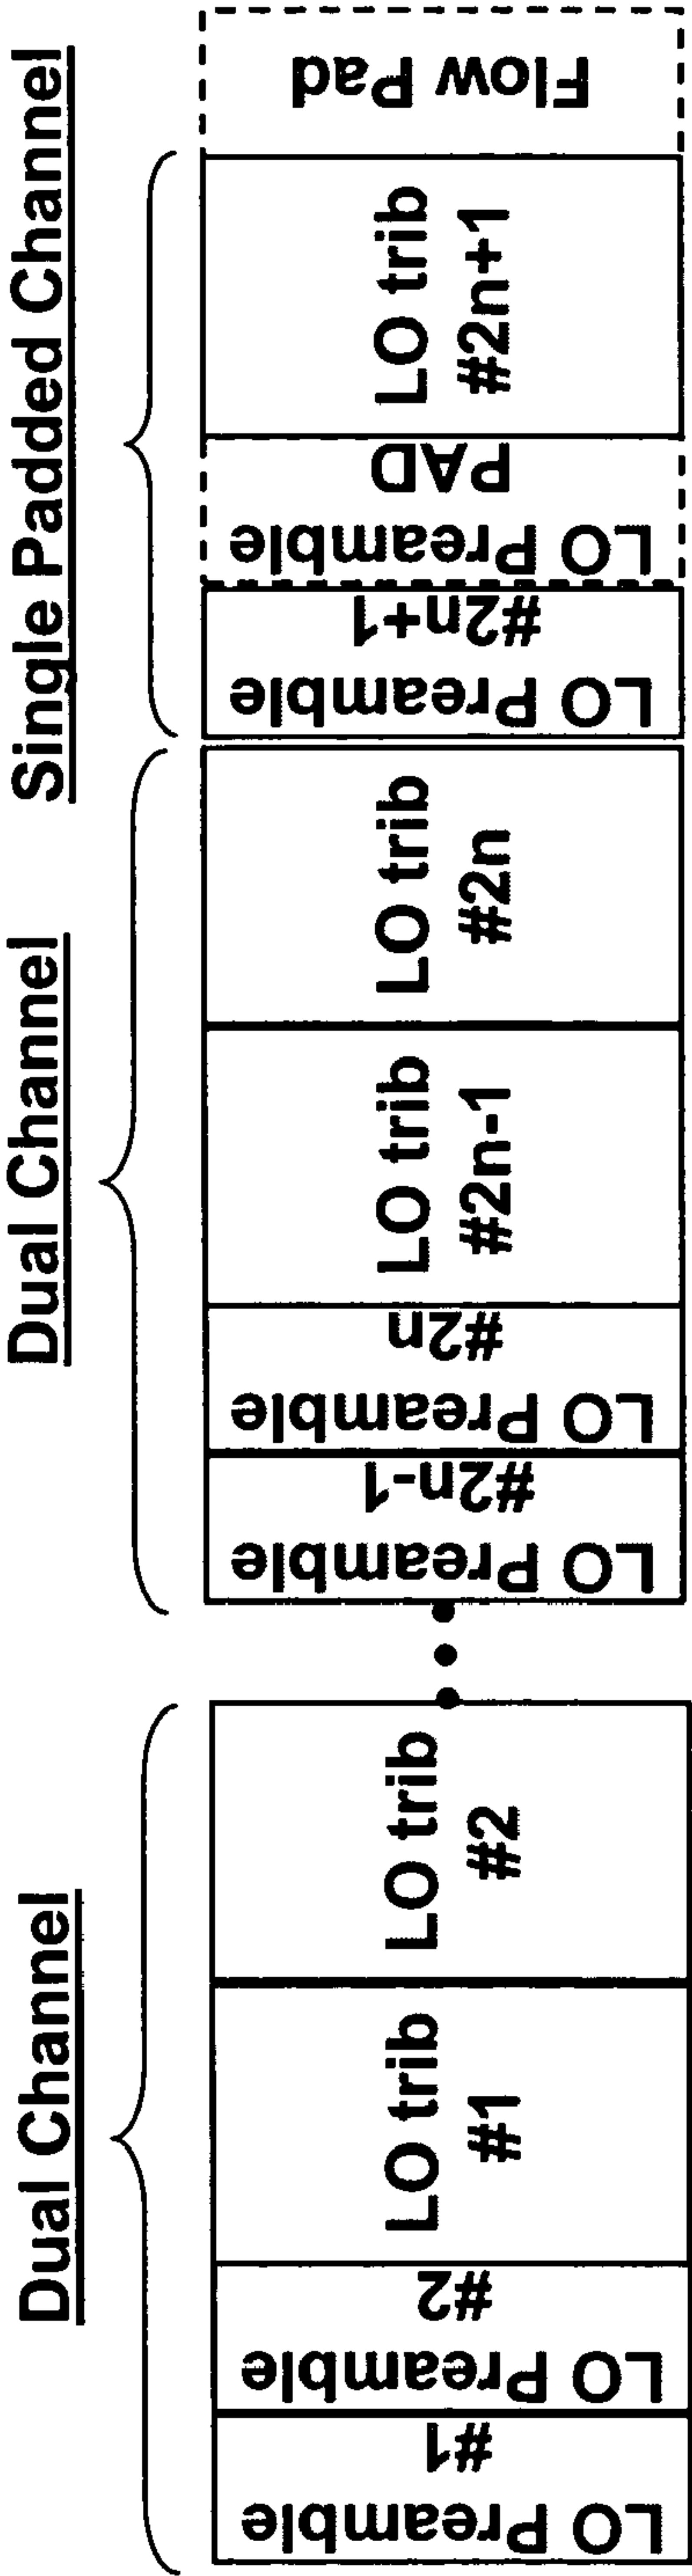 Dual Channel
Dual Channel
Single Padded Channel
LO Preamble
#1
LO Preamble
#2
LO trib
#1
LO trib
#2
LO Preamble
#2n-1
LO Preamble
#2n
LO trib
#2n-1
LO trib
#2n
LO Preamble
#2n+1
LO Preamble
PAD
LO trib
#2n+1
Flow Pad